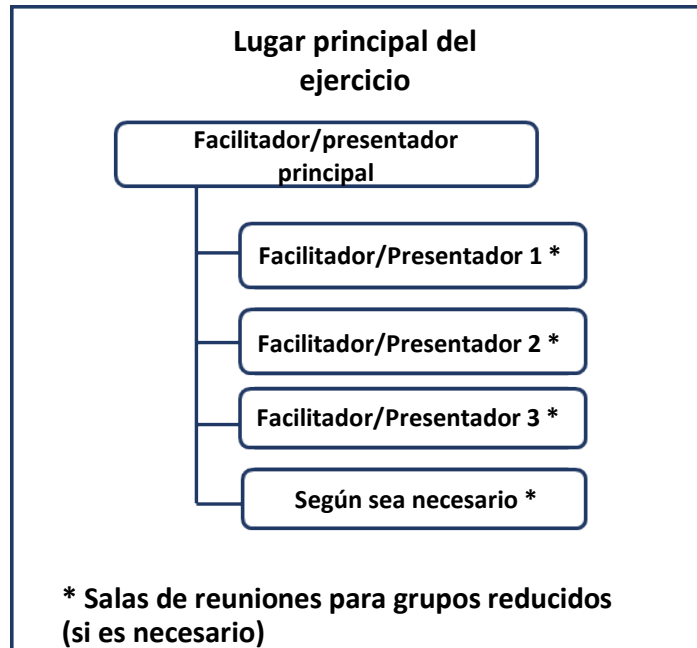 Lugar principal del
ejercicio
Facilitador/presentador
principal
Facilitador/Presentador 1 *
Facilitador/Presentador 2 *
Facilitador/Presentador 3 *
Según sea necesario *
* Salas de reuniones para grupos reducidos
(si es necesario)